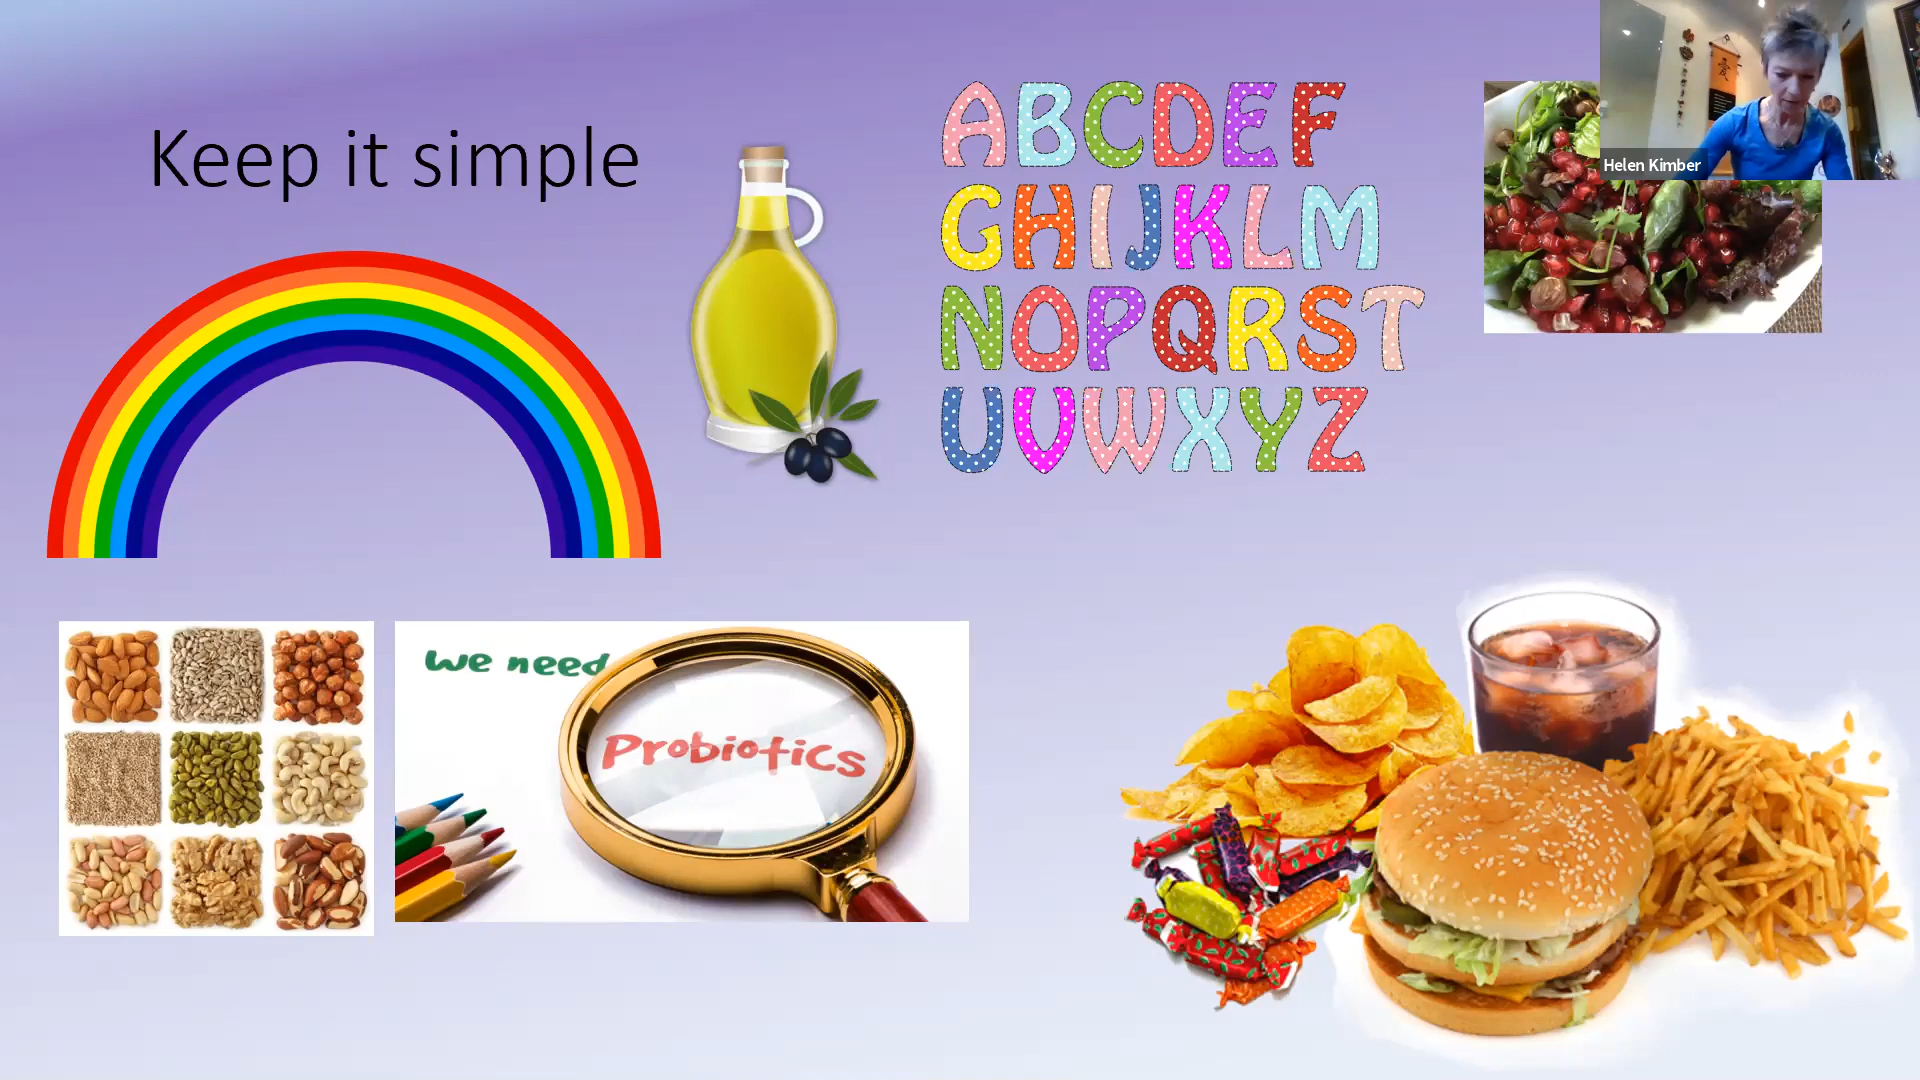 Keep it simple
ABCDEF
GHIJKLM
NOPQRST
UVWXYZ
Helen Kimber
we need
Probiotics